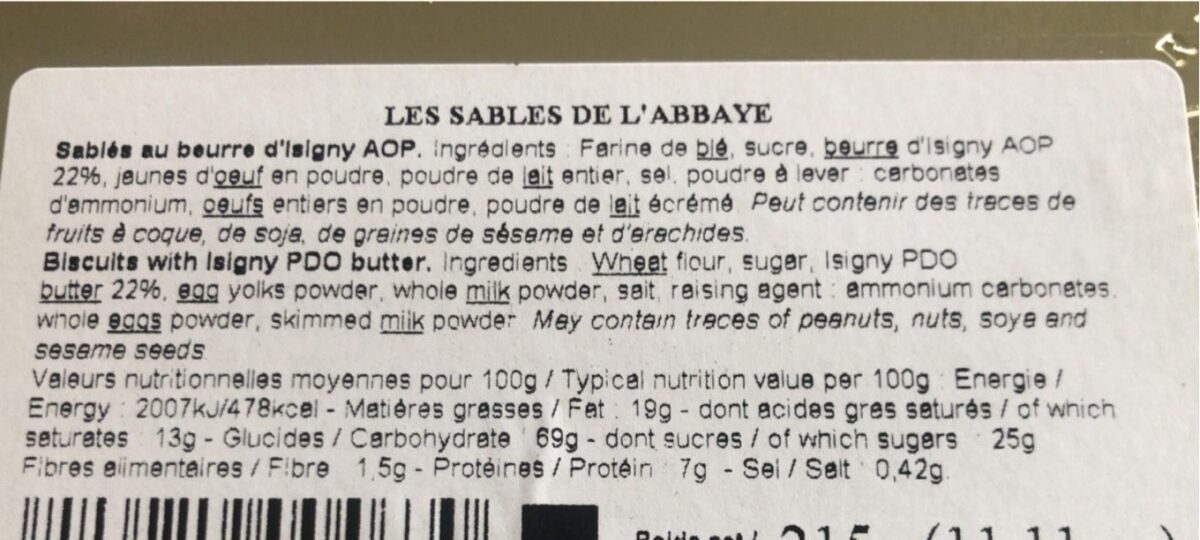 LES SABLES DE L'ABBAYE
Sablés au beurre d'Isigny AOP. Ingrédients : Farine de blé, sucre, beurre d'Isigny AOP
22%, jaunes d'oeuf en poudre, poudre de lait entier, sel, poudre à lever : carbonates
d'ammonium, oeufs entiers en poudre, poudre de lait écrémé. Peut contenir des traces de
fruits à coque, de soja, de graines de sésame et d'arachides.
Biscuits with Isigny PDO butter. Ingredients : Wheat flour, sugar, Isigny PDO
butter 22%, egg yolks powder, whole milk powder, salt, raising agent : ammonium carbonates,
whole eggs powder, skimmed milk powder. May contain traces of peanuts, nuts, soya and
sesame seeds.
Valeurs nutritionnelles moyennes pour 100g / Typical nutrition value per 100g : Energie /
Energy : 2007kJ/478kcal - Matières grasses / Fat : 19g - dont acides gras saturés / of which
saturates : 13g - Glucides / Carbohydrate : 69g - dont sucres / of which sugars : 25g
Fibres alimentaires / Fibre : 1,5g - Protéines / Protéin : 7g - Sel / Salt : 0,42g.